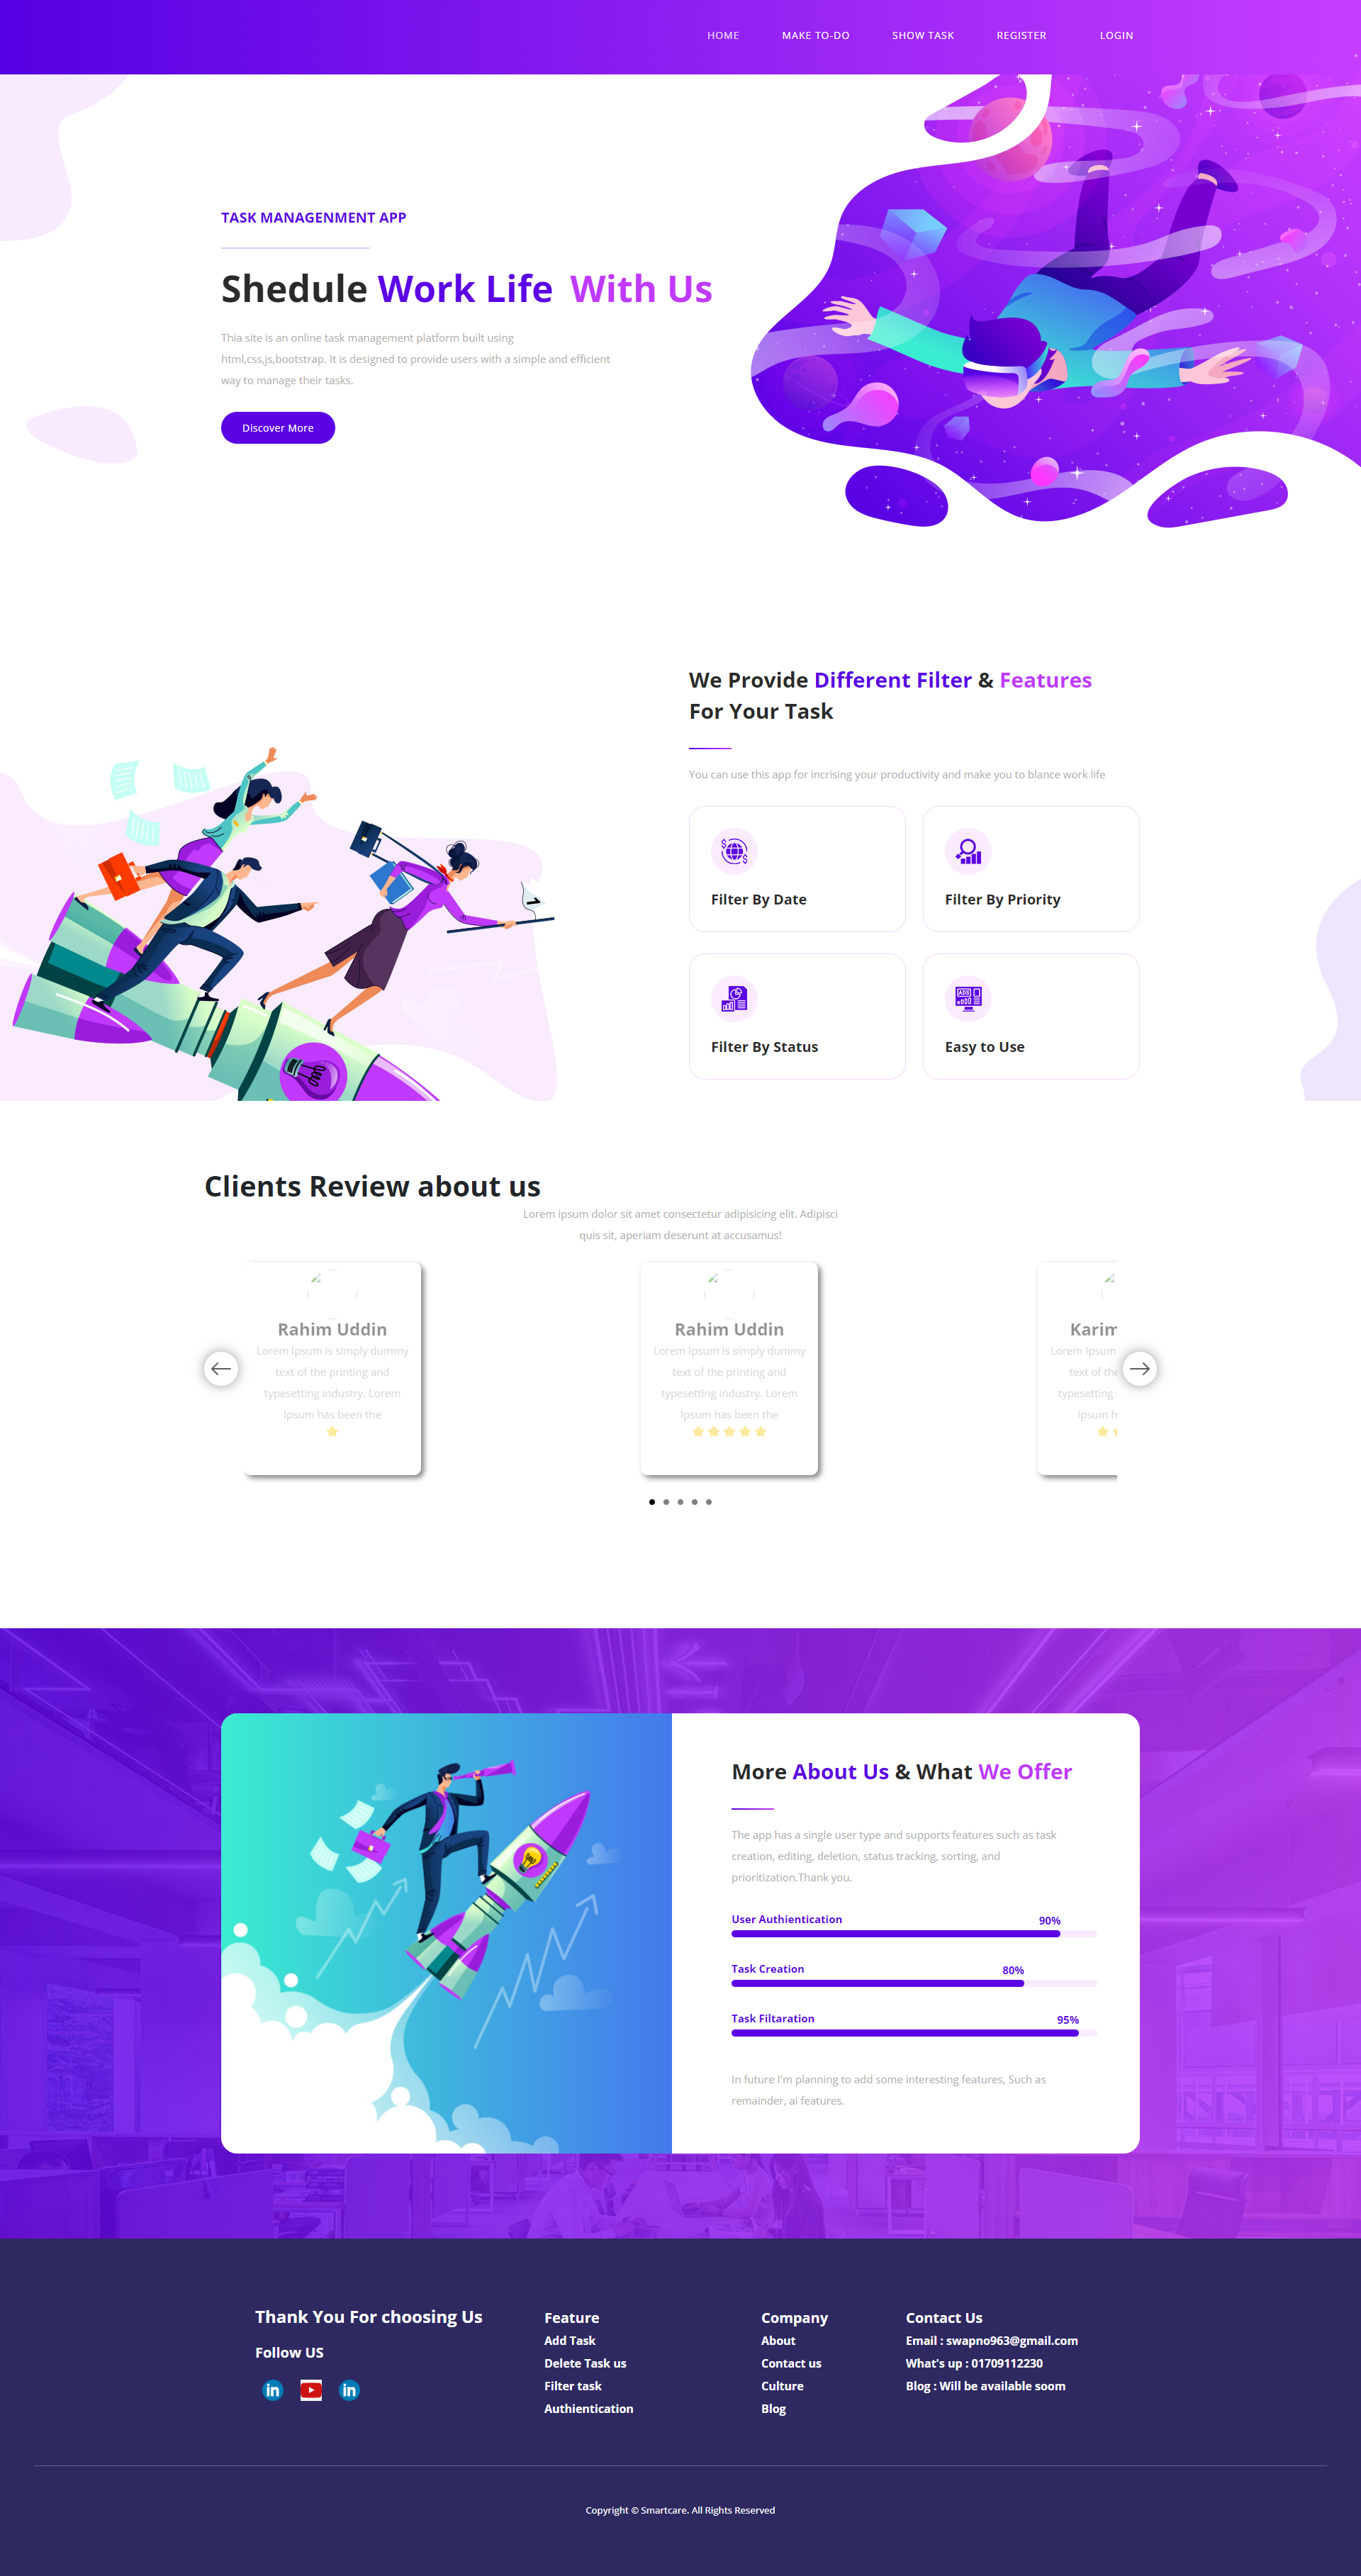 HOME MAKE TO-DO SHOW TASK REGISTER LOGIN
TASK MANAGENMENT APP
Shedule Work Life With Us
Thia site is an online task management platform built using
html,css,js,bootstrap. It is designed to provide users with a simple and efficient
way to manage their tasks.
Discover More
We Provide Different Filter & Features
For Your Task
You can use this app for incrising your productivity and make you to blance work life
Filter By Date
Filter By Priority
Filter By Status
ADS
Easy to Use
1
Clients Review about us
Lorem ipsum dolor sit amet consectetur adipisicing elit. Adipisci
quis sit, aperiam deserunt at accusamus!
Rahim Uddin
Lorem Ipsum is simply dummy
text of the printing and
typesetting industry. Lorem
Ipsum has been the
Rahim Uddin
Lorem Ipsum is simply dummy
text of the printing and
typesetting industry. Lorem
Ipsum has been the
Karim
Lorem Ipsum
text of the
typesetting
Ipsum h
More About Us & What We Offer
The app has a single user type and supports features such as task
creation, editing, deletion, status tracking, sorting, and
prioritization.Thank you.
User Authientication 90%
Task Creation 80%
Task Filtaration 95%
In future I'm planning to add some interesting features, Such as
remainder, ai features.
Thank You For choosing Us
Follow US
in in
Feature
Add Task
Delete Task us
Filter task
Authientication
Company
About
Contact us
Culture
Blog
Contact Us
Email : swapno963@gmail.com
What's up : 01709112230
Blog : Will be available soom
Copyright © Smartcare. All Rights Reserved